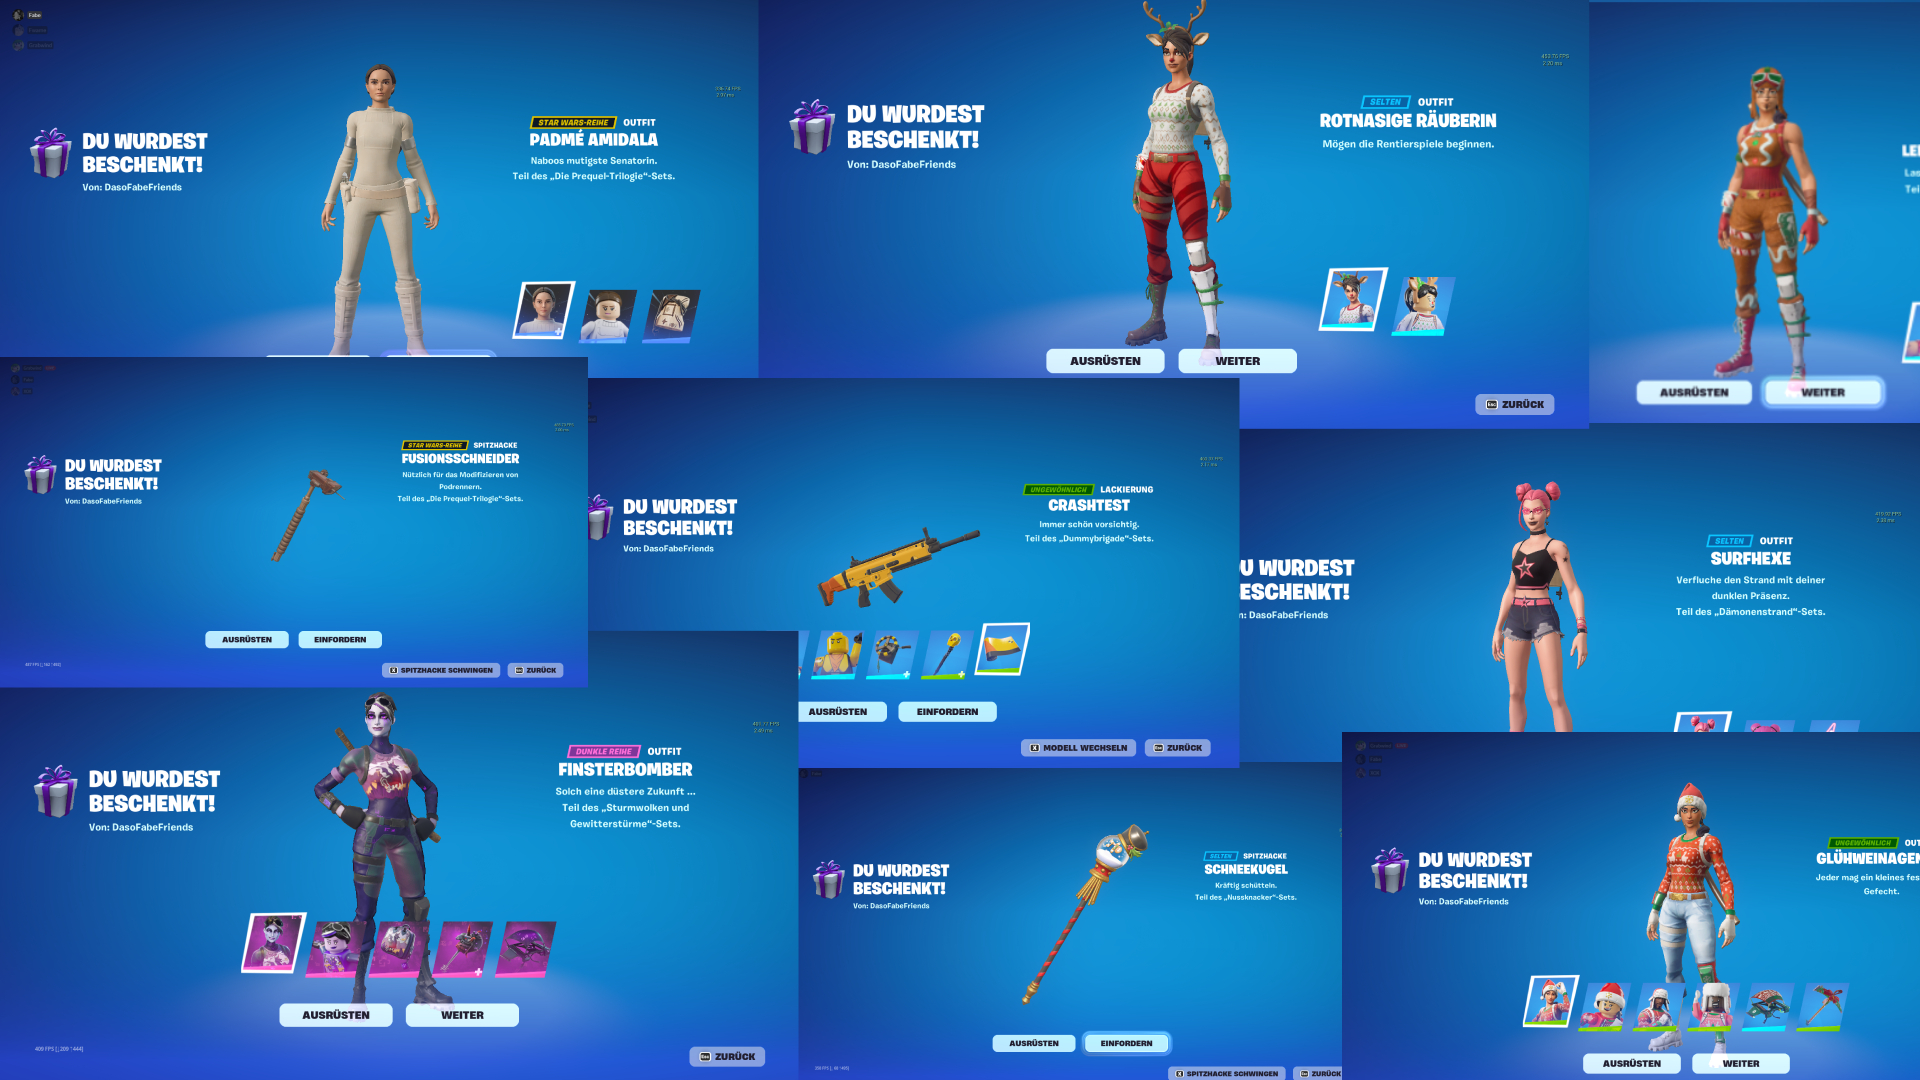 Fabe
DU WURDEST
BESCHENKT!
Von: DasoFabeFriends
STAR WARS-REIHE OUTFIT
PADMÉ AMIDALA
Naboos mutigste Senatorin.
Teil des „Die Prequel-Trilogie“-Sets.
DU WURDEST
BESCHENKT!
Von: DasoFabeFriends
SELTEN OUTFIT
ROTNASIGE RÄUBERIN
Mögen die Rentierspiele beginnen.
AUSRÜSTEN
WEITER
Esc ZURÜCK
AUSRÜSTEN
WEITER
DU WURDEST
BESCHENKT!
Von: DasoFabeFriends
STAR WARS-REIHE SPITZHACKE
FUSIONSSCHNEIDER
Nützlich für das Modifizieren von
Podrennern.
Teil des „Die Prequel-Trilogie“-Sets.
AUSRÜSTEN
EINFORDERN
X SPITZHACKE SCHWINGEN
Esc ZURÜCK
DU WURDEST
BESCHENKT!
Von: DasoFabeFriends
UNGEWÖHNLICH LACKIERUNG
CRASHTEST
Immer schön vorsichtig.
Teil des „Dummybrigade“-Sets.
AUSRÜSTEN
EINFORDERN
X MODELL WECHSELN
Esc ZURÜCK
U WURDEST
ESCHENKT!
n: DasoFabeFriends
SELTEN OUTFIT
SURFHEXE
Verfluche den Strand mit deiner
dunklen Präsenz.
Teil des „Dämonenstrand“-Sets.
DU WURDEST
BESCHENKT!
Von: DasoFabeFriends
DUNKLE REIHE OUTFIT
FINSTERBOMBER
Solch eine düstere Zukunft ...
Teil des „Sturmwolken und
Gewitterstürme“-Sets.
AUSRÜSTEN
WEITER
Esc ZURÜCK
DU WURDEST
BESCHENKT!
Von: DasoFabeFriends
SELTEN SPITZHACKE
SCHNEEKUGEL
Kräftig schütteln.
Teil des „Nussknacker“-Sets.
AUSRÜSTEN
EINFORDERN
X SPITZHACKE SCHWINGEN
Esc ZURÜCK
DU WURDEST
BESCHENKT!
Von: DasoFabeFriends
UNGEWÖHNLICH OUT
GLÜHWEINAGEN
Jeder mag ein kleines fes
Gefecht.
AUSRÜSTEN
WEITER